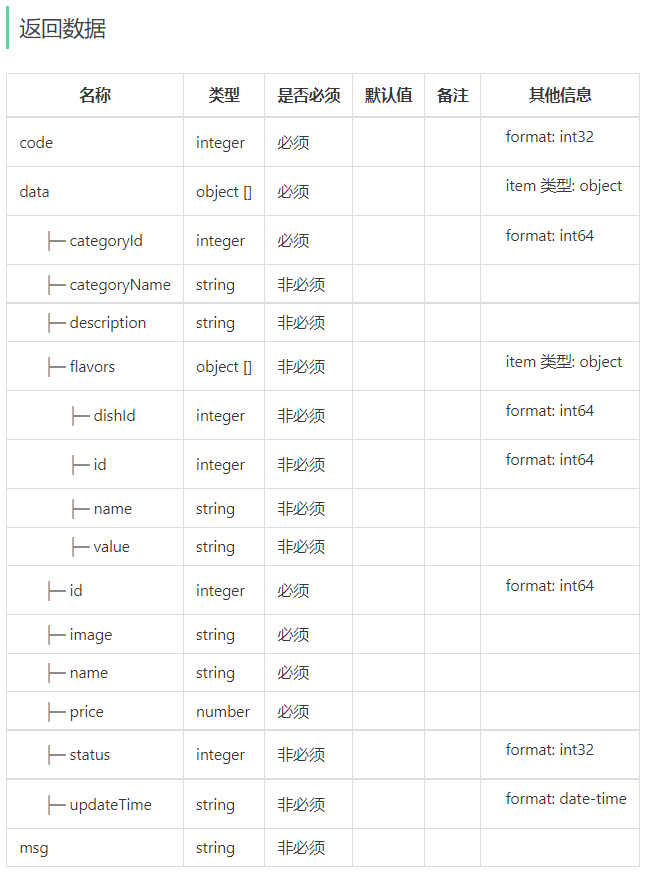 返回数据
名称 类型 是否必须 默认值 备注 其他信息
code integer 必须 format: int32
data object [] 必须 item 类型: object
├─ categoryId integer 必须 format: int64
├─ categoryName string 非必须
├─ description string 非必须
├─ flavors object [] 非必须 item 类型: object
├─ dishId integer 非必须 format: int64
├─ id integer 非必须 format: int64
├─ name string 非必须
├─ value string 非必须
├─ id integer 必须 format: int64
├─ image string 必须
├─ name string 必须
├─ price number 必须
├─ status integer 非必须 format: int32
├─ updateTime string 非必须 format: date-time
msg string 非必须